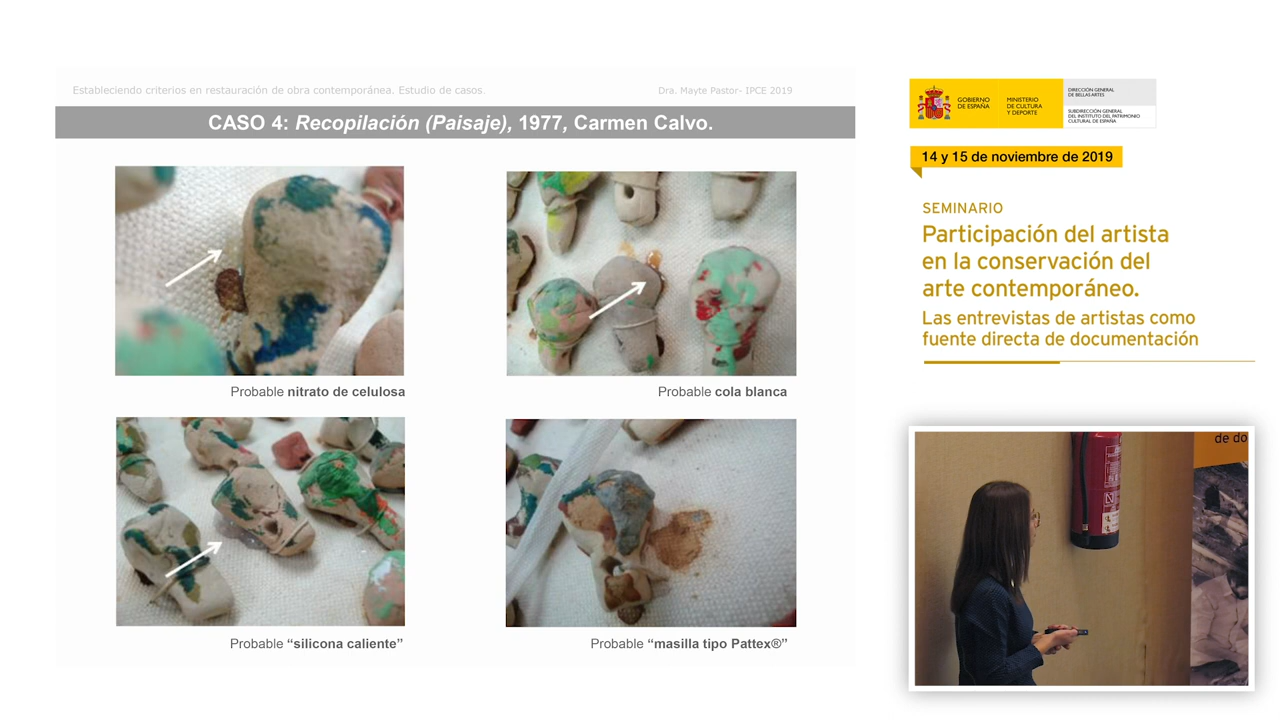 Estableciendo criterios en restauración de obra contemporánea. Estudio de casos.
Dra. Mayte Pastor- IPCE 2019
CASO 4: Recopilación (Paisaje), 1977, Carmen Calvo.
Probable nitrato de celulosa
Probable cola blanca
Probable “silicona caliente”
Probable “masilla tipo Pattex®”
GOBIERNO
DE ESPAÑA
MINISTERIO
DE CULTURA
Y DEPORTE
DIRECCIÓN GENERAL
DE BELLAS ARTES
SUBDIRECCIÓN GENERAL
DEL INSTITUTO DEL PATRIMONIO
CULTURAL DE ESPAÑA
14 y 15 de noviembre de 2019
SEMINARIO
Participación del artista
en la conservación del
arte contemporáneo.
Las entrevistas de artistas como
fuente directa de documentación
de do